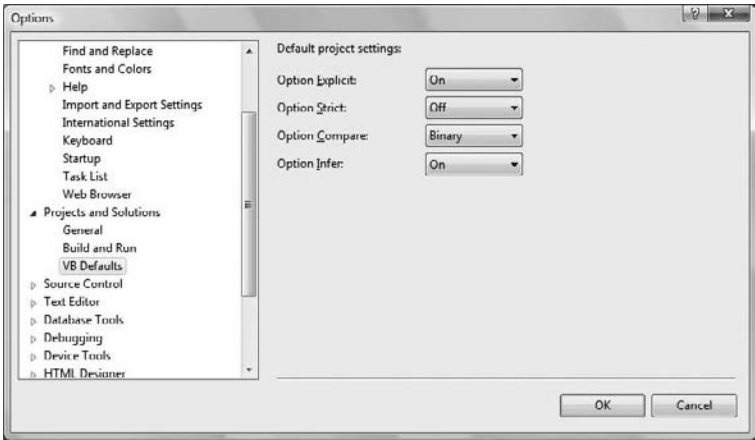 Options
Find and Replace
Fonts and Colors
Help
Import and Export Settings
International Settings
Keyboard
Startup
Task List
Web Browser
Projects and Solutions
General
Build and Run
VB Defaults
Source Control
Text Editor
Database Tools
Debugging
Device Tools
HTML Designer
Default project settings:
Option Explicit: On
Option Strict: Off
Option Compare: Binary
Option Infer: On
OK Cancel